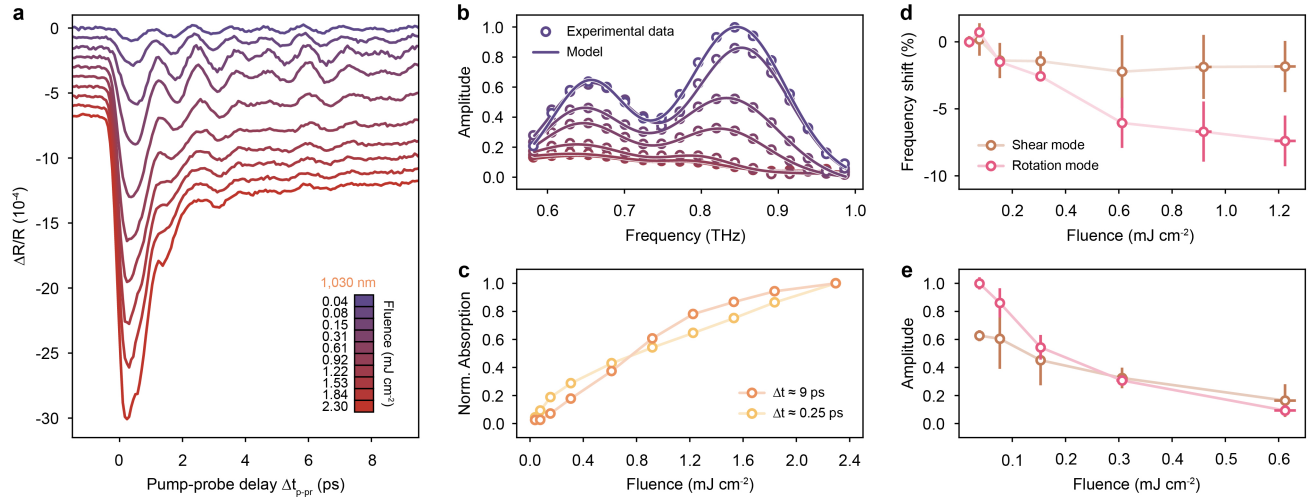 a
0
-5
-10
-15
-20
-25
-30
ΔR/R (10⁻⁴)
0 2 4 6 8
Pump-probe delay Δt_p-pr (ps)
1,030 nm
0.04
0.08
0.15
0.31
0.61
0.92
1.22
1.53
1.84
2.30
Fluence (mJ cm⁻²)
b
Experimental data
Model
1.0
0.8
0.6
0.4
0.2
0.0
Amplitude
0.6 0.7 0.8 0.9 1.0
Frequency (THz)
c
1.0
0.8
0.6
0.4
0.2
0.0
Norm. Absorption
Δt ≈ 9 ps
Δt ≈ 0.25 ps
0.0 0.4 0.8 1.2 1.6 2.0 2.4
Fluence (mJ cm⁻²)
d
0
-5
-10
Frequency shift (%)
Shear mode
Rotation mode
0.2 0.4 0.6 0.8 1.0 1.2
Fluence (mJ cm⁻²)
e
1.0
0.8
0.6
0.4
0.2
0.0
Amplitude
0.1 0.2 0.3 0.4 0.5 0.6
Fluence (mJ cm⁻²)